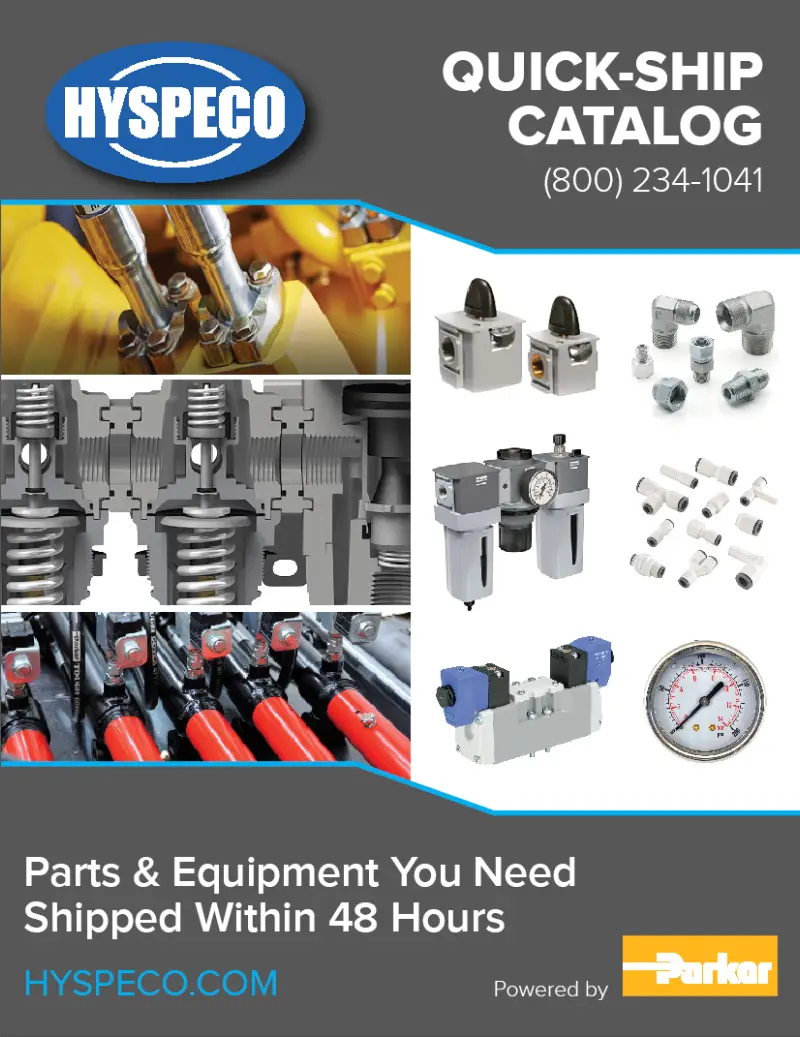 HYSPECO
QUICK-SHIP
CATALOG
(800) 234-1041
Parts & Equipment You Need
Shipped Within 48 Hours
HYSPECO.COM
Powered by
Parker